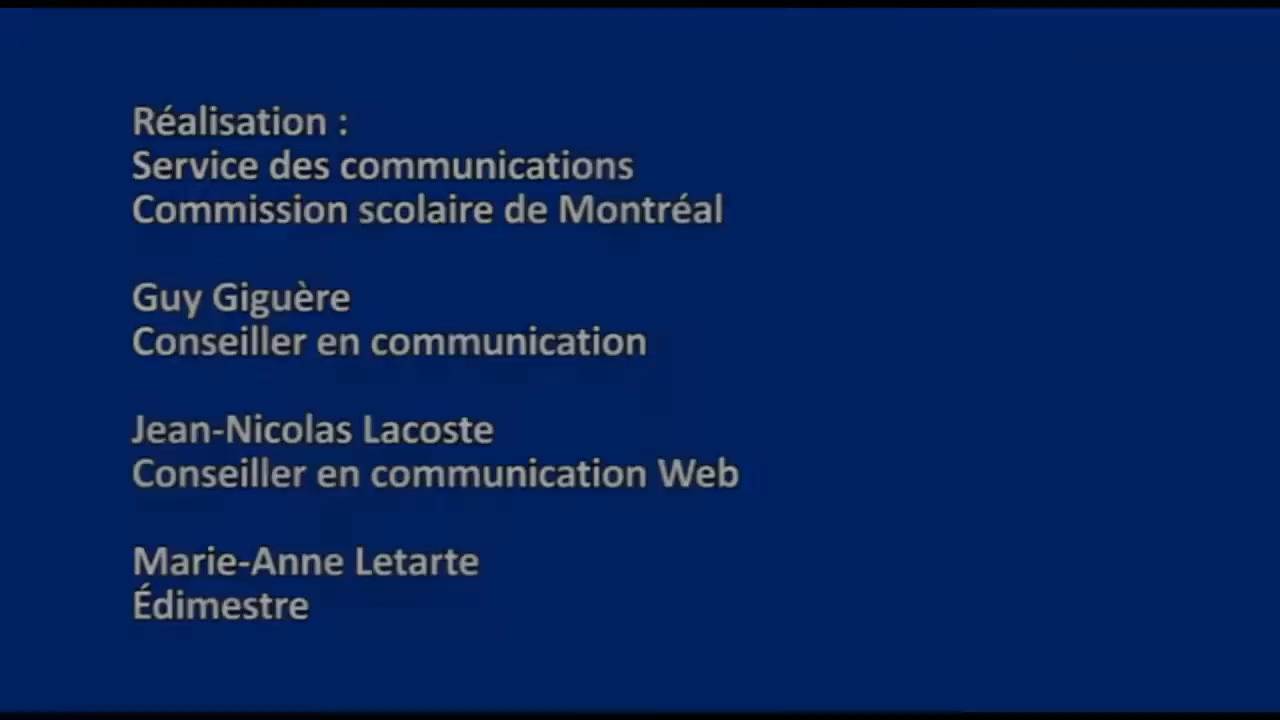 Réalisation :
Service des communications
Commission scolaire de Montréal
Guy Giguère
Conseiller en communication
Jean-Nicolas Lacoste
Conseiller en communication Web
Marie-Anne Letarte
Édimestre